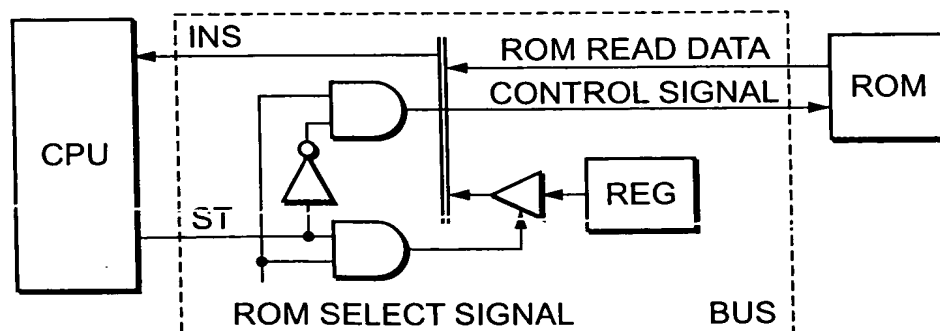 INS
ROM READ DATA
CONTROL SIGNAL
ROM
CPU
REG
ST
ROM SELECT SIGNAL
BUS